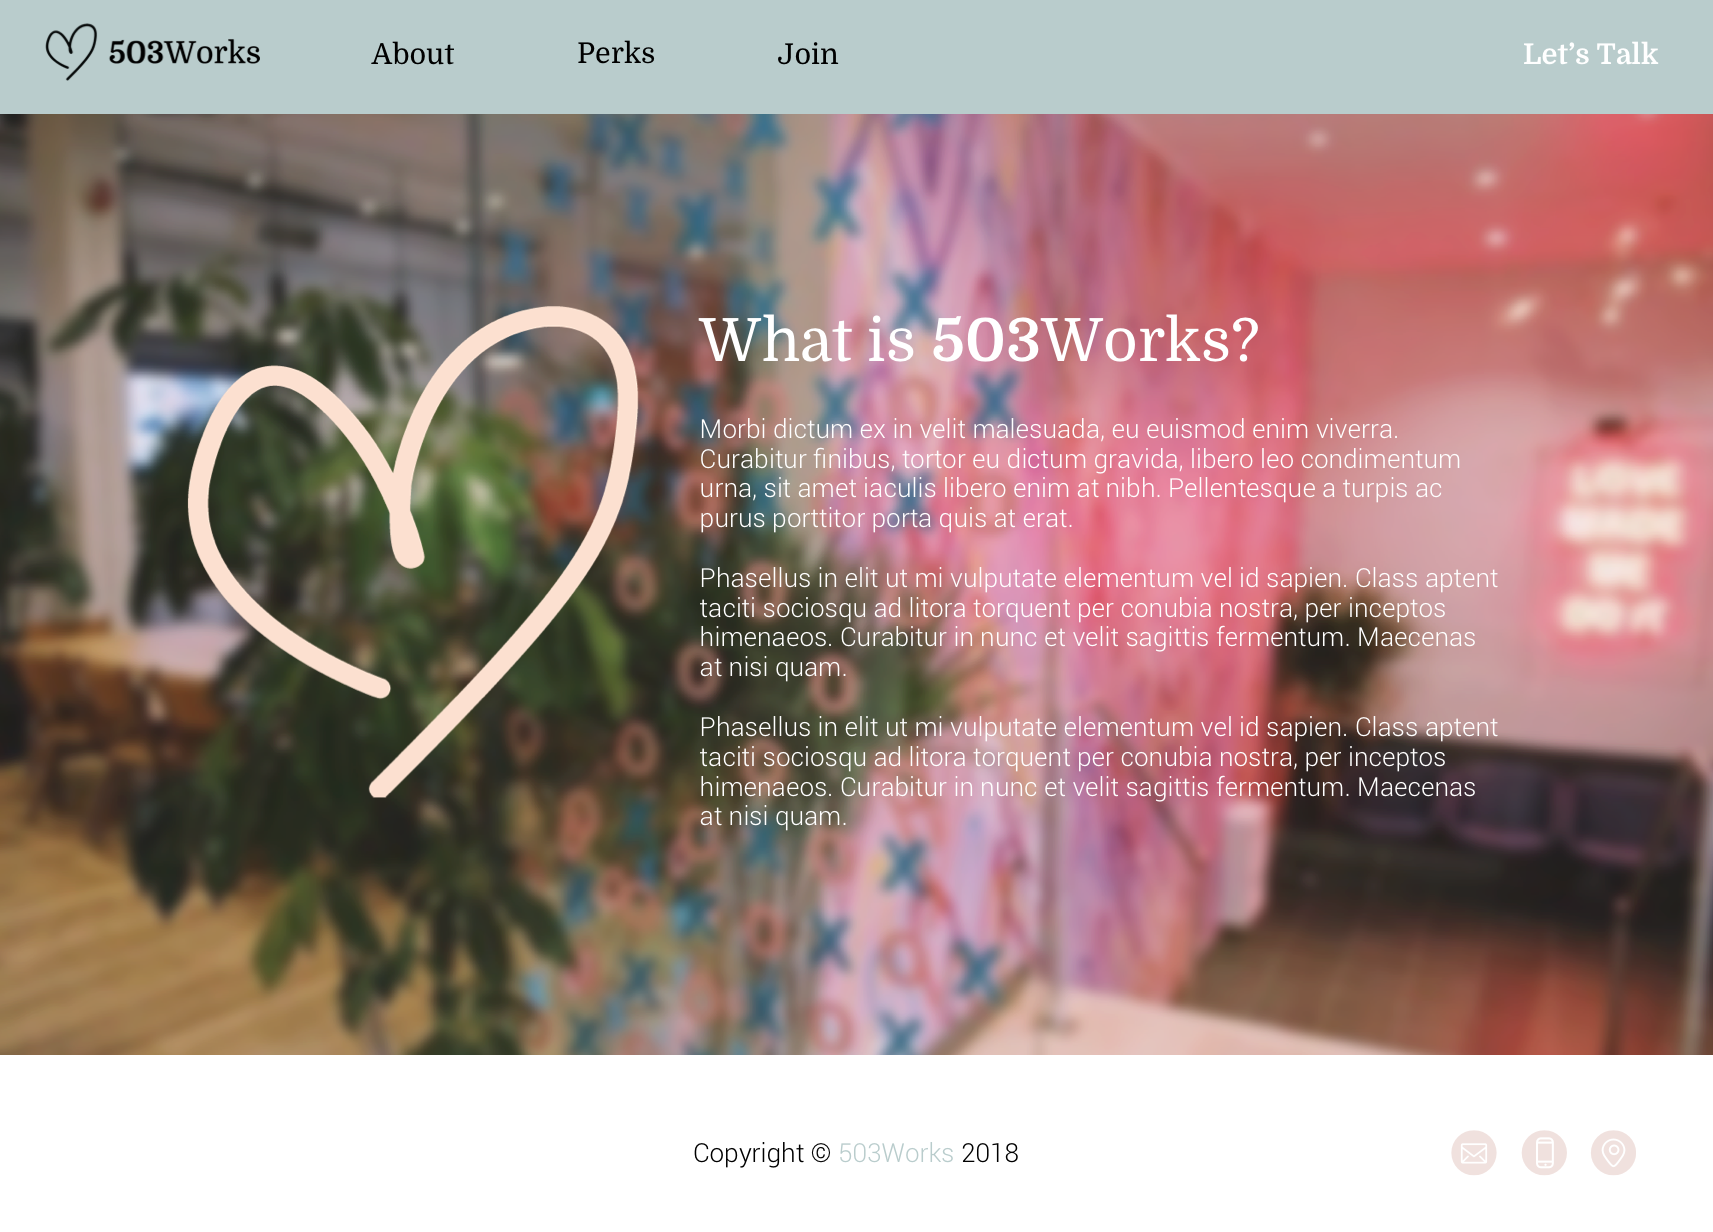 503Works
About
Perks
Join
Let's Talk
What is 503Works?
Morbi dictum ex in velit malesuada, eu euismod enim viverra.
Curabitur finibus, tortor eu dictum gravida, libero leo condimentum
urna, sit amet iaculis libero enim at nibh. Pellentesque a turpis ac
purus porttitor porta quis at erat.
Phasellus in elit ut mi vulputate elementum vel id sapien. Class aptent
taciti sociosqu ad litora torquent per conubia nostra, per inceptos
himenaeos. Curabitur in nunc et velit sagittis fermentum. Maecenas
at nisi quam.
Phasellus in elit ut mi vulputate elementum vel id sapien. Class aptent
taciti sociosqu ad litora torquent per conubia nostra, per inceptos
himenaeos. Curabitur in nunc et velit sagittis fermentum. Maecenas
at nisi quam.
LOVE
MADE
ME
DO IT
Copyright © 503Works 2018